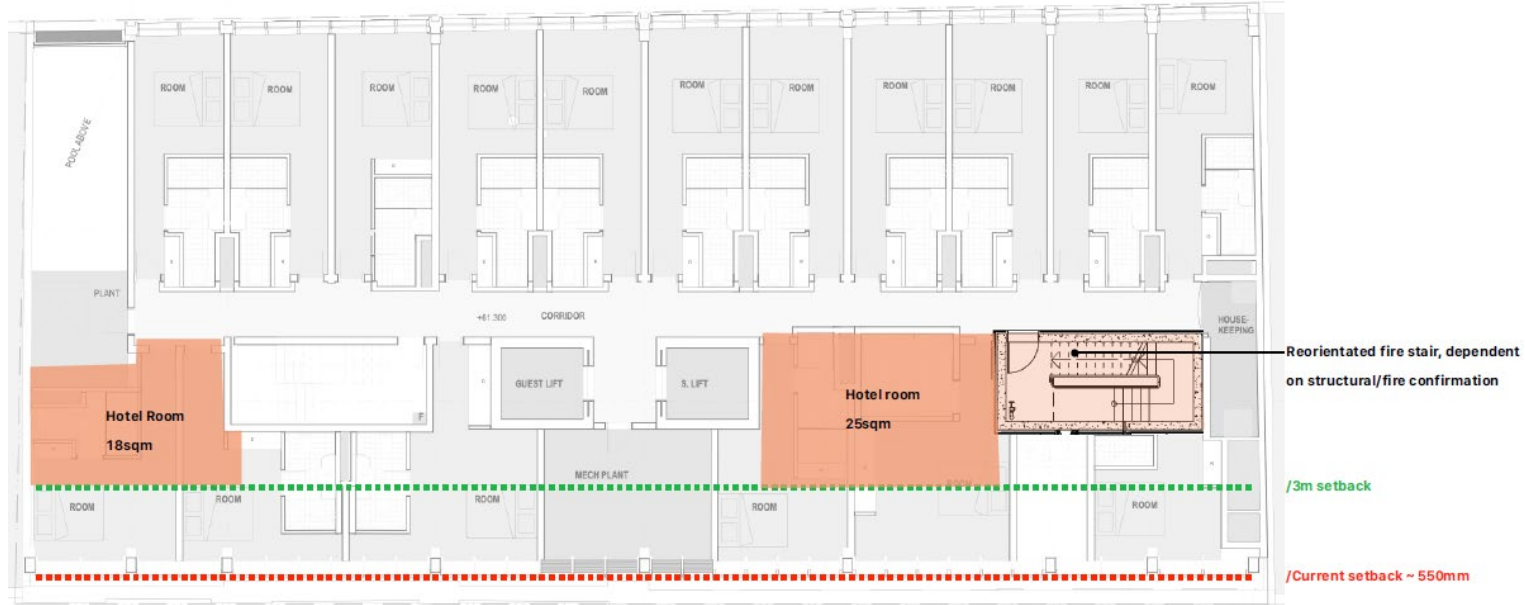 ROOM
ROOM
ROOM
ROOM
ROOM
ROOM
ROOM
ROOM
ROOM
ROOM
ROOM
POOL ABOVE
PLANT
+61.300
CORRIDOR
HOUSE-
KEEPING
GUEST LIFT
S. LIFT
Hotel Room
18sqm
Hotel room
25sqm
Reorientated fire stair, dependent
on structural/fire confirmation
MECH PLANT
/3m setback
ROOM
ROOM
ROOM
ROOM
ROOM
ROOM
/Current setback ~ 550mm